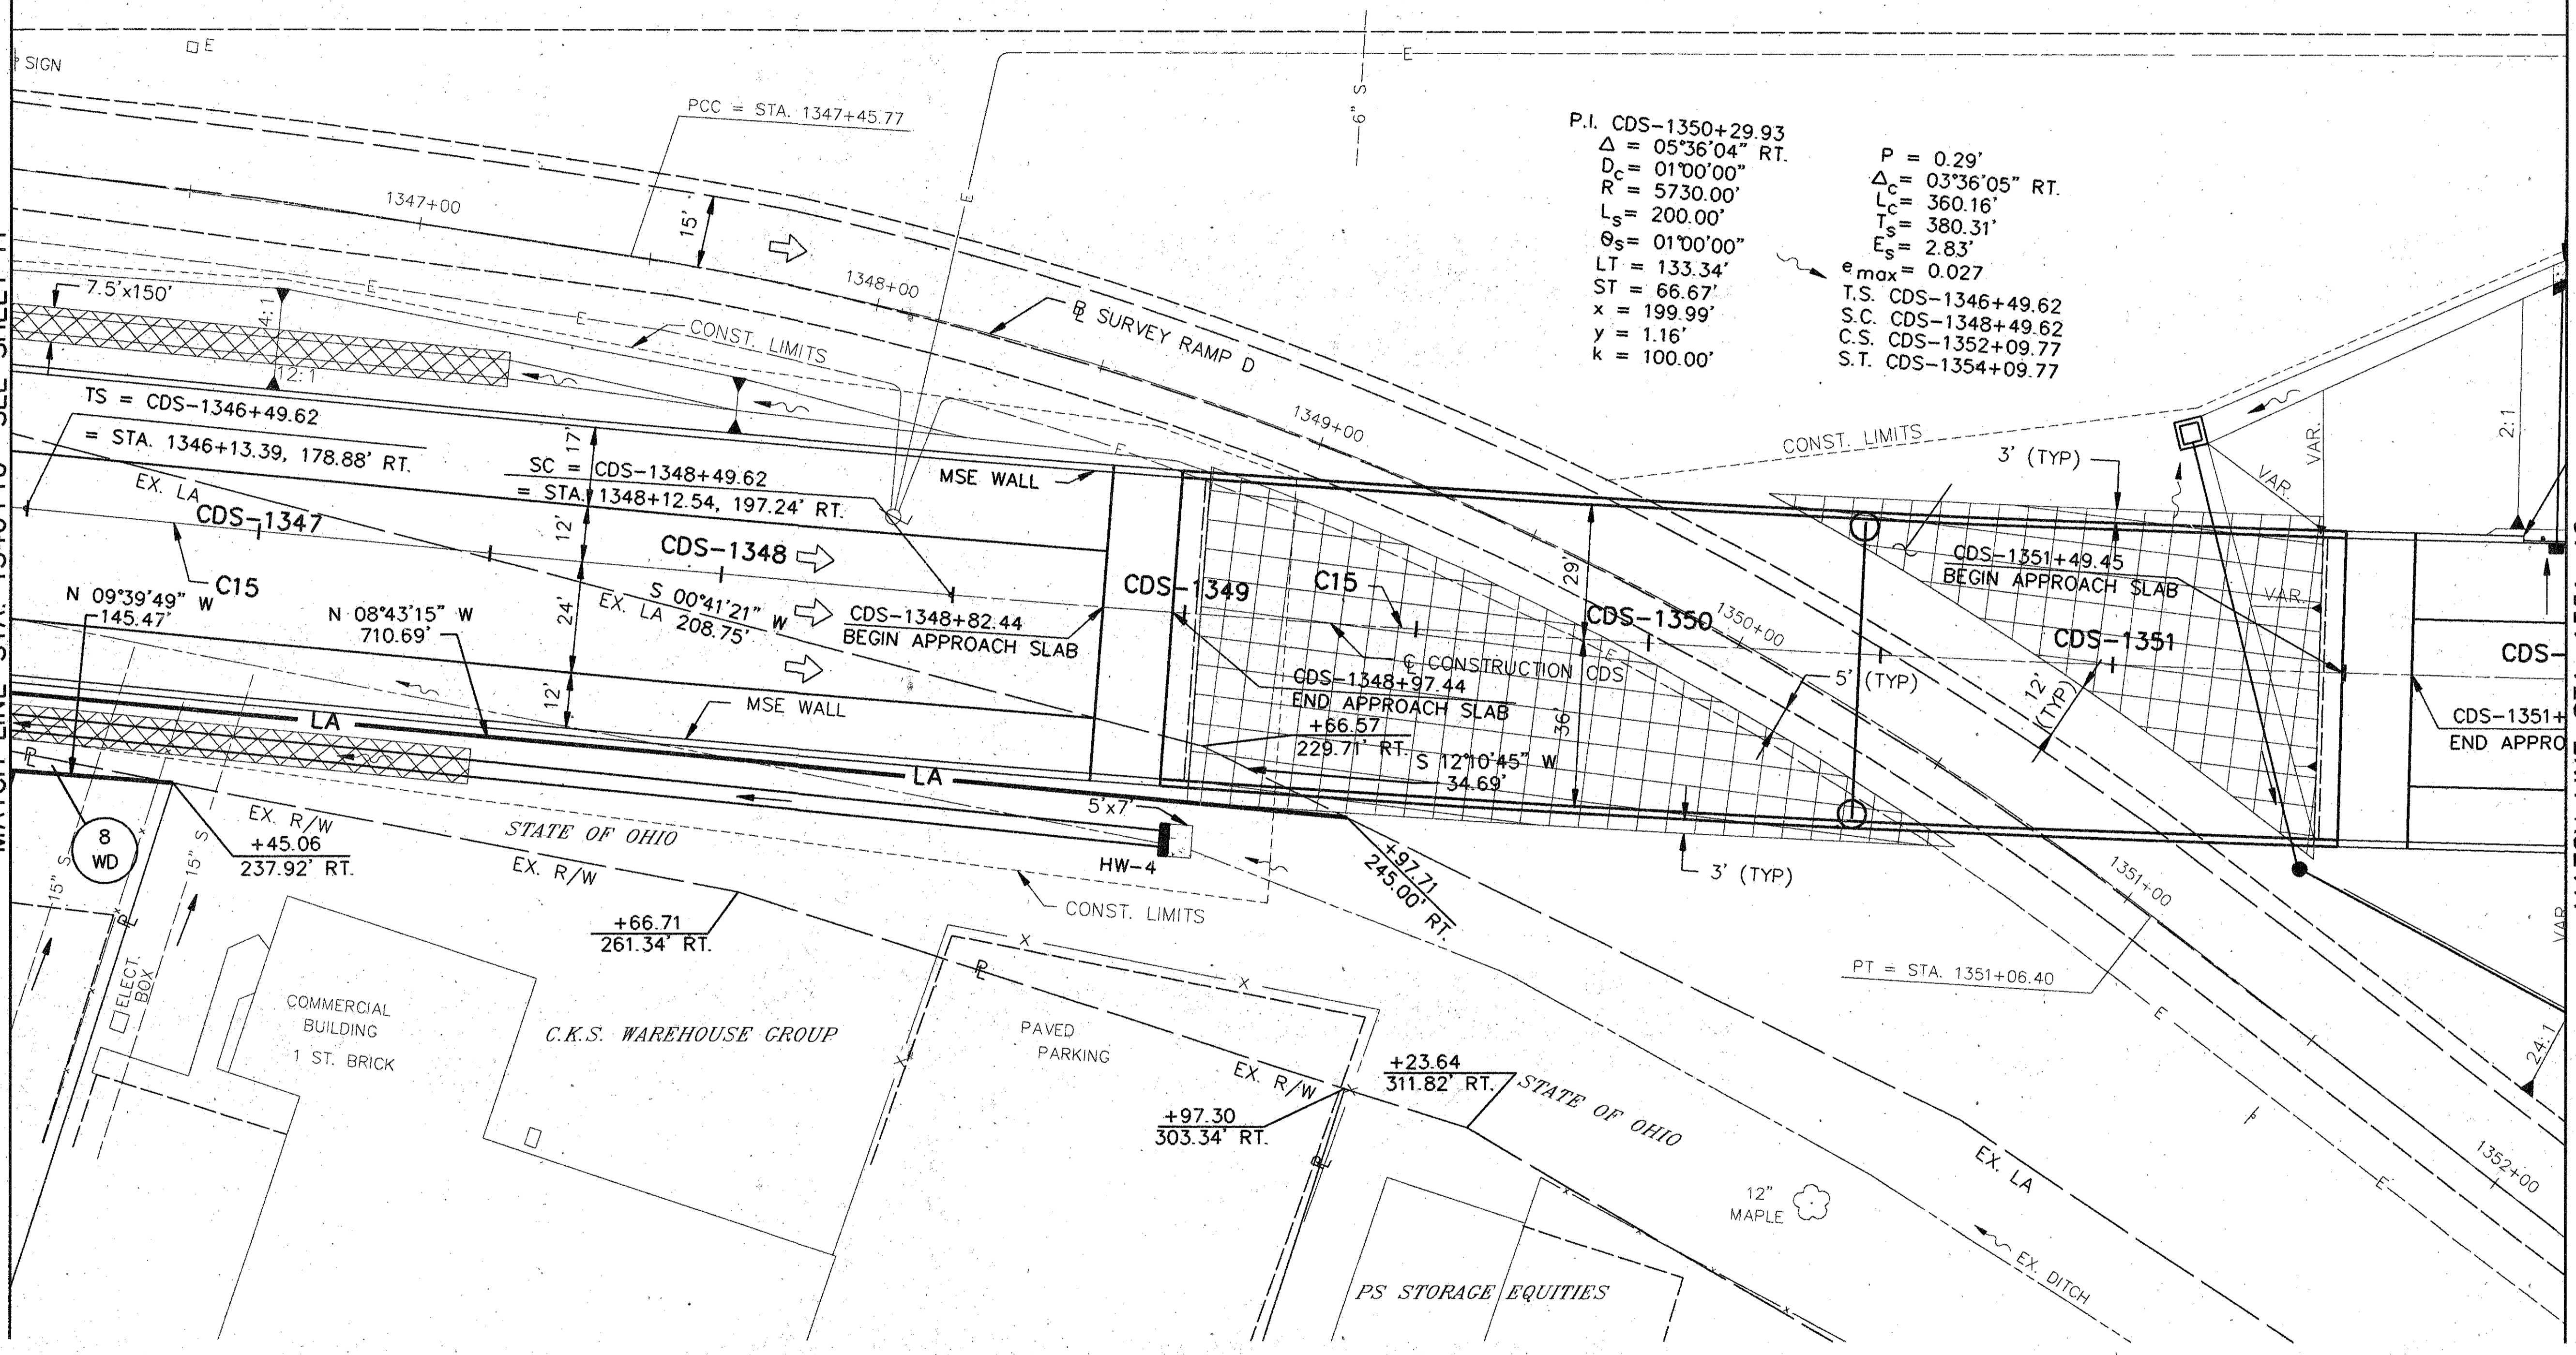 E
SIGN
PCC = STA. 1347+45.77
E
6" S
E
1347+00
15'
1348+00
℄ SURVEY RAMP D
1349+00
P.I. CDS-1350+29.93
Δ = 05°36'04" RT.
Dc= 01°00'00"
R = 5730.00'
Ls= 200.00'
θs= 01°00'00"
LT = 133.34'
ST = 66.67'
x = 199.99'
y = 1.16'
k = 100.00'
P = 0.29'
Δc= 03°36'05" RT.
Lc= 360.16'
Ts= 380.31'
Es= 2.83'
e max= 0.027
T.S. CDS-1346+49.62
S.C. CDS-1348+49.62
C.S. CDS-1352+09.77
S.T. CDS-1354+09.77
7.5'x150'
4:1
E
E
CONST. LIMITS
12:1
TS = CDS-1346+49.62
= STA. 1346+13.39, 178.88' RT.
17'
SC = CDS-1348+49.62
= STA. 1348+12.54, 197.24' RT.
MSE WALL
E
CONST. LIMITS
3' (TYP)
VAR.
VAR.
2:1
EX. LA
CDS-1347
12'
CDS-1348
C15
N 09°39'49" W
145.47'
N 08°43'15" W
710.69'
24'
S 00°41'21" W
EX. LA 208.75'
CDS-1348+82.44
BEGIN APPROACH SLAB
CDS-1349
C15
29'
CDS-1350
1350+00
CDS-1351+49.45
BEGIN APPROACH SLAB
VAR.
CDS-1351
CDS-
℄ CONSTRUCTION CDS
E
CDS-1348+97.44
END APPROACH SLAB
5' (TYP)
12'
(TYP)
CDS-1351+
END APPRO
LA
12'
MSE WALL
+66.57
229.71' RT.
36'
S 12°10'45" W
34.69'
LA
5'x7'
8
WD
EX. R/W
+45.06
237.92' RT.
STATE OF OHIO
EX. R/W
HW-4
+97.71
245.00' RT.
3' (TYP)
1351+00
15" S
15" S
+66.71
261.34' RT.
CONST. LIMITS
VAR.
PT = STA. 1351+06.40
ELECT.
BOX
COMMERCIAL
BUILDING
1 ST. BRICK
C.K.S. WAREHOUSE GROUP
PAVED
PARKING
EX. R/W
+23.64
311.82' RT.
+97.30
303.34' RT.
STATE OF OHIO
E
24:1
EX. LA
1352+00
E
12"
MAPLE
EX. DITCH
PS STORAGE EQUITIES